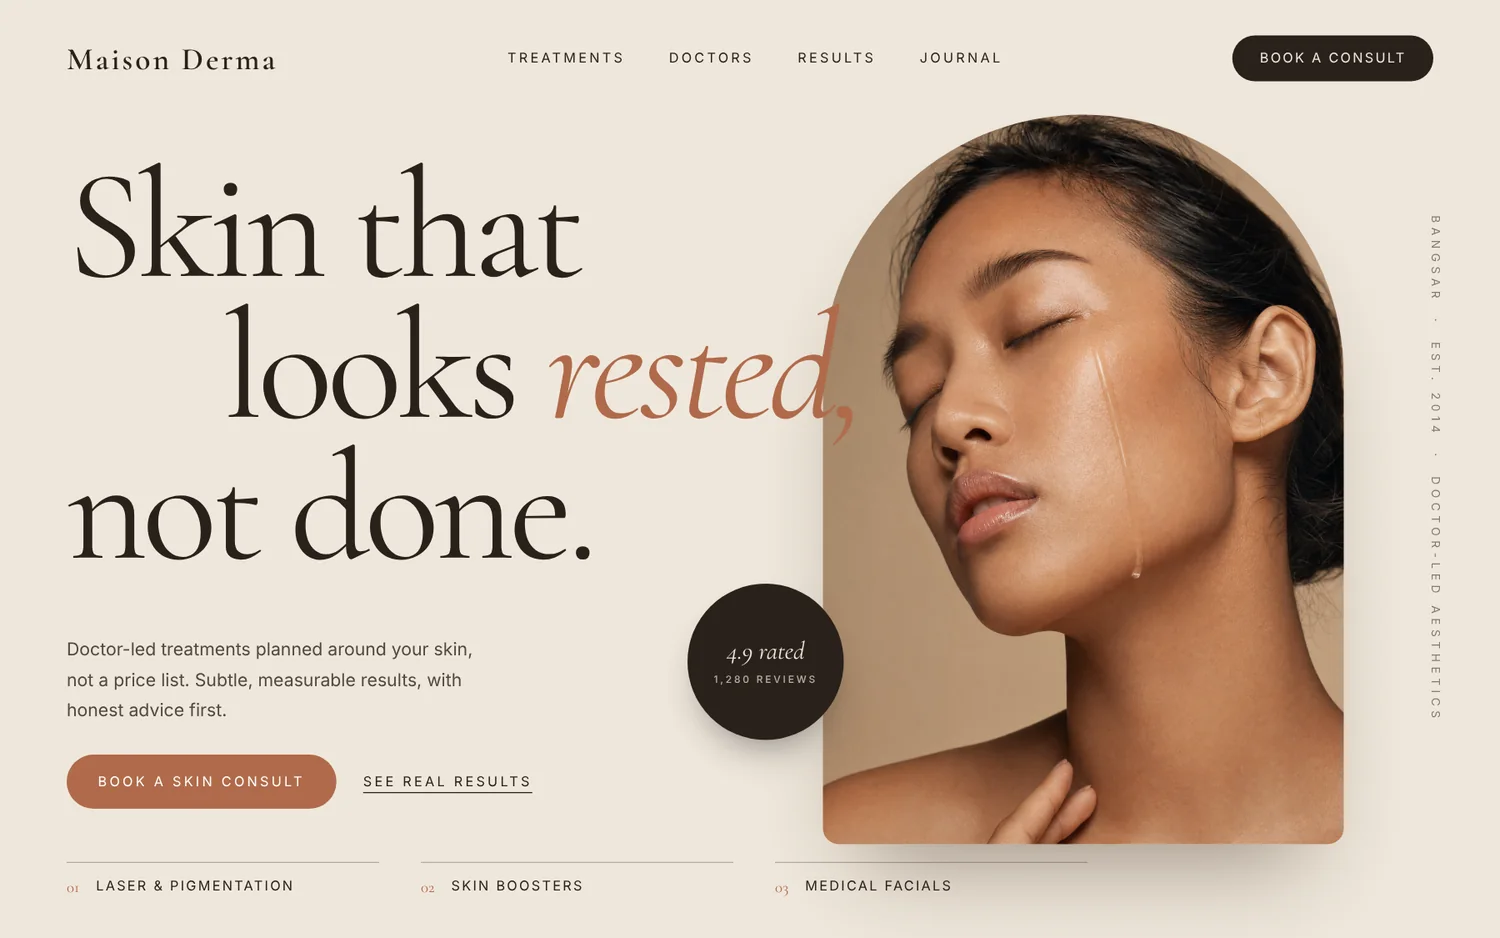 Maison Derma
TREATMENTS
DOCTORS
RESULTS
JOURNAL
BOOK A CONSULT
Skin that
looks rested,
not done.
BANGSAR · EST. 2014 · DOCTOR-LED AESTHETICS
4.9 rated
1,280 REVIEWS
Doctor-led treatments planned around your skin,
not a price list. Subtle, measurable results, with
honest advice first.
BOOK A SKIN CONSULT
SEE REAL RESULTS
01 LASER & PIGMENTATION
02 SKIN BOOSTERS
03 MEDICAL FACIALS